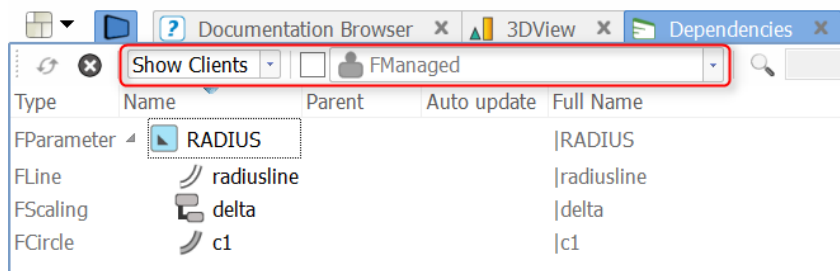 ? Documentation Browser 3DView Dependencies
Show Clients FManaged
Type Name Parent Auto update Full Name
FParameter RADIUS |RADIUS
FLine radiusline |radiusline
FScaling delta |delta
FCircle c1 |c1